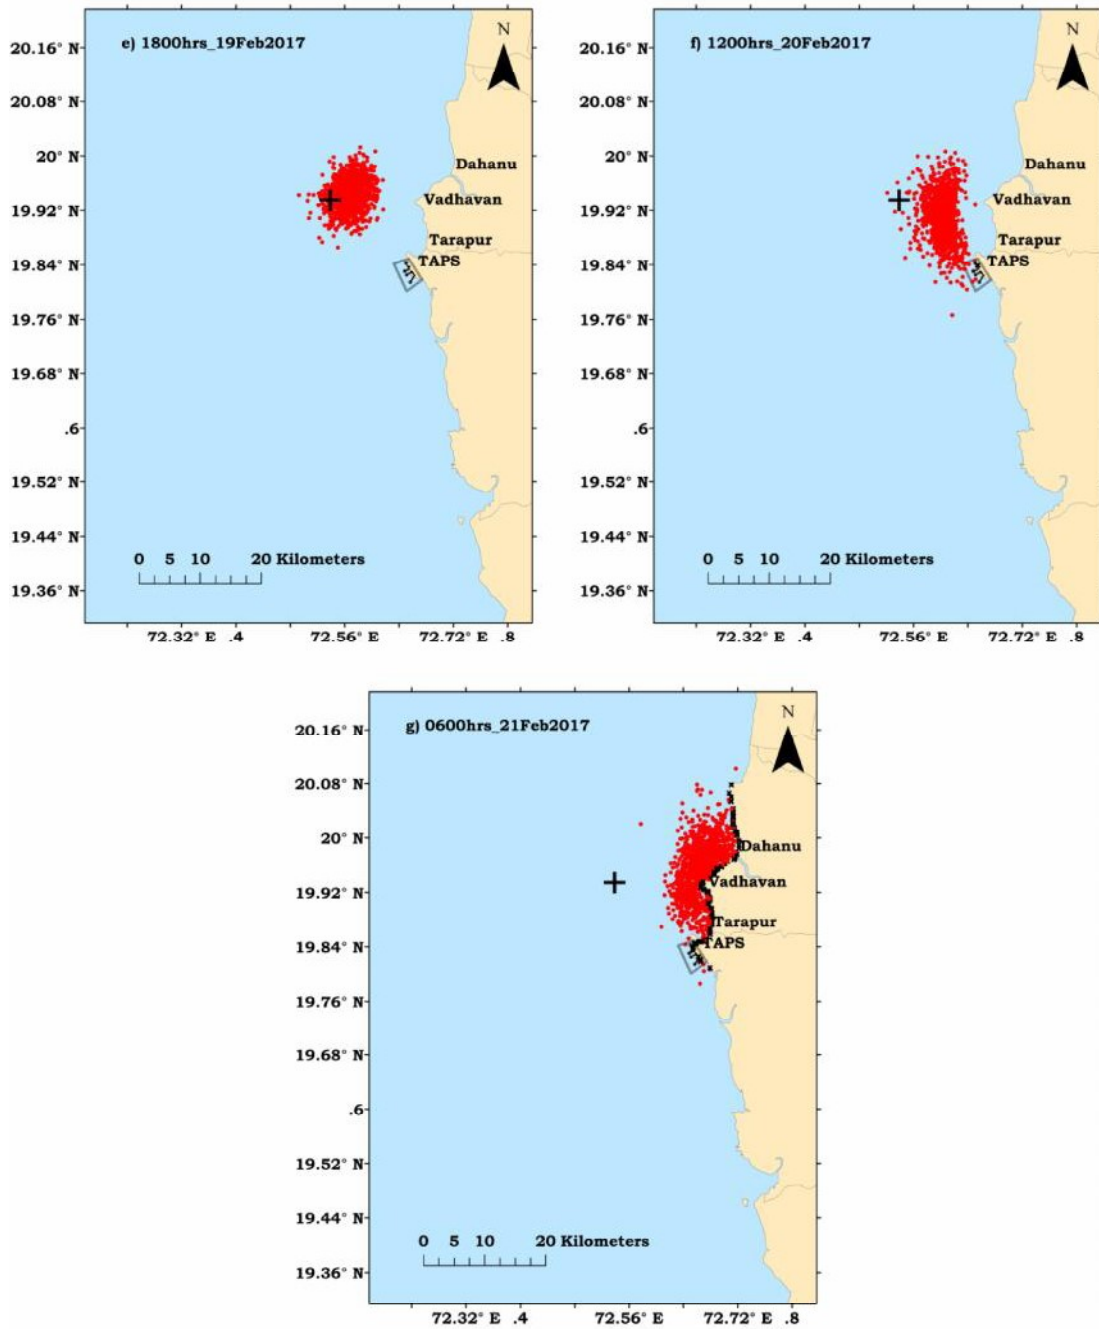 e) 1800hrs_19Feb2017
N
20.16° N
20.08° N
20° N
19.92° N
19.84° N
19.76° N
19.68° N
.6
19.52° N
19.44° N
19.36° N
Dahanu
Vadhavan
Tarapur
TAPS
0 5 10 20 Kilometers
72.32° E .4 72.56° E 72.72° E .8
f) 1200hrs_20Feb2017
N
20.16° N
20.08° N
20° N
19.92° N
19.84° N
19.76° N
19.68° N
.6
19.52° N
19.44° N
19.36° N
Dahanu
Vadhavan
Tarapur
TAPS
0 5 10 20 Kilometers
72.32° E .4 72.56° E 72.72° E .8
g) 0600hrs_21Feb2017
N
20.16° N
20.08° N
20° N
19.92° N
19.84° N
19.76° N
19.68° N
.6
19.52° N
19.44° N
19.36° N
Dahanu
Vadhavan
Tarapur
TAPS
0 5 10 20 Kilometers
72.32° E .4 72.56° E 72.72° E .8